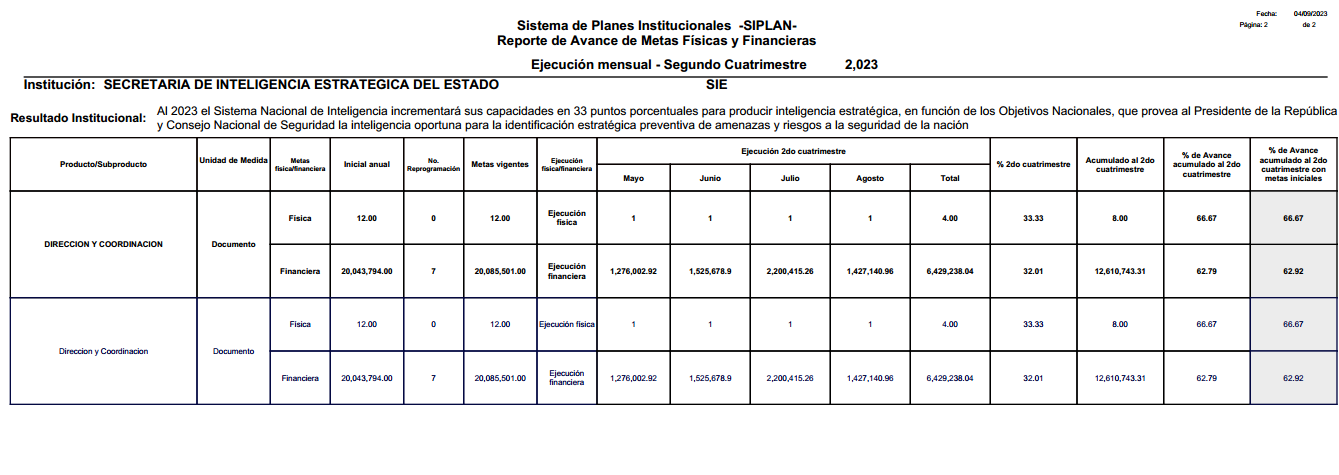 Fecha: 04/09/2023
Página: 2 de 2
Sistema de Planes Institucionales -SIPLAN-
Reporte de Avance de Metas Físicas y Financieras
Ejecución mensual - Segundo Cuatrimestre 2,023
Institución: SECRETARIA DE INTELIGENCIA ESTRATEGICA DEL ESTADO SIE
Resultado Institucional: Al 2023 el Sistema Nacional de Inteligencia incrementará sus capacidades en 33 puntos porcentuales para producir inteligencia estratégica, en función de los Objetivos Nacionales, que provea al Presidente de la República
y Consejo Nacional de Seguridad la inteligencia oportuna para la identificación estratégica preventiva de amenazas y riesgos a la seguridad de la nación
Producto/Subproducto Unidad de Medida Metas física/financiera Inicial anual No. Reprogramación Metas vigentes Ejecución física/financiera Ejecución 2do cuatrimestre % 2do cuatrimestre Acumulado al 2do cuatrimestre % de Avance acumulado al 2do cuatrimestre % de Avance acumulado al 2do cuatrimestre con metas iniciales
Mayo Junio Julio Agosto Total
DIRECCION Y COORDINACION Documento
Física 12.00 0 12.00 Ejecución física 1 1 1 1 4.00 33.33 8.00 66.67 66.67
Financiera 20,043,794.00 7 20,085,501.00 Ejecución financiera 1,276,002.92 1,525,678.9 2,200,415.26 1,427,140.96 6,429,238.04 32.01 12,610,743.31 62.79 62.92
Direccion y Coordinacion Documento
Física 12.00 0 12.00 Ejecución física 1 1 1 1 4.00 33.33 8.00 66.67 66.67
Financiera 20,043,794.00 7 20,085,501.00 Ejecución financiera 1,276,002.92 1,525,678.9 2,200,415.26 1,427,140.96 6,429,238.04 32.01 12,610,743.31 62.79 62.92